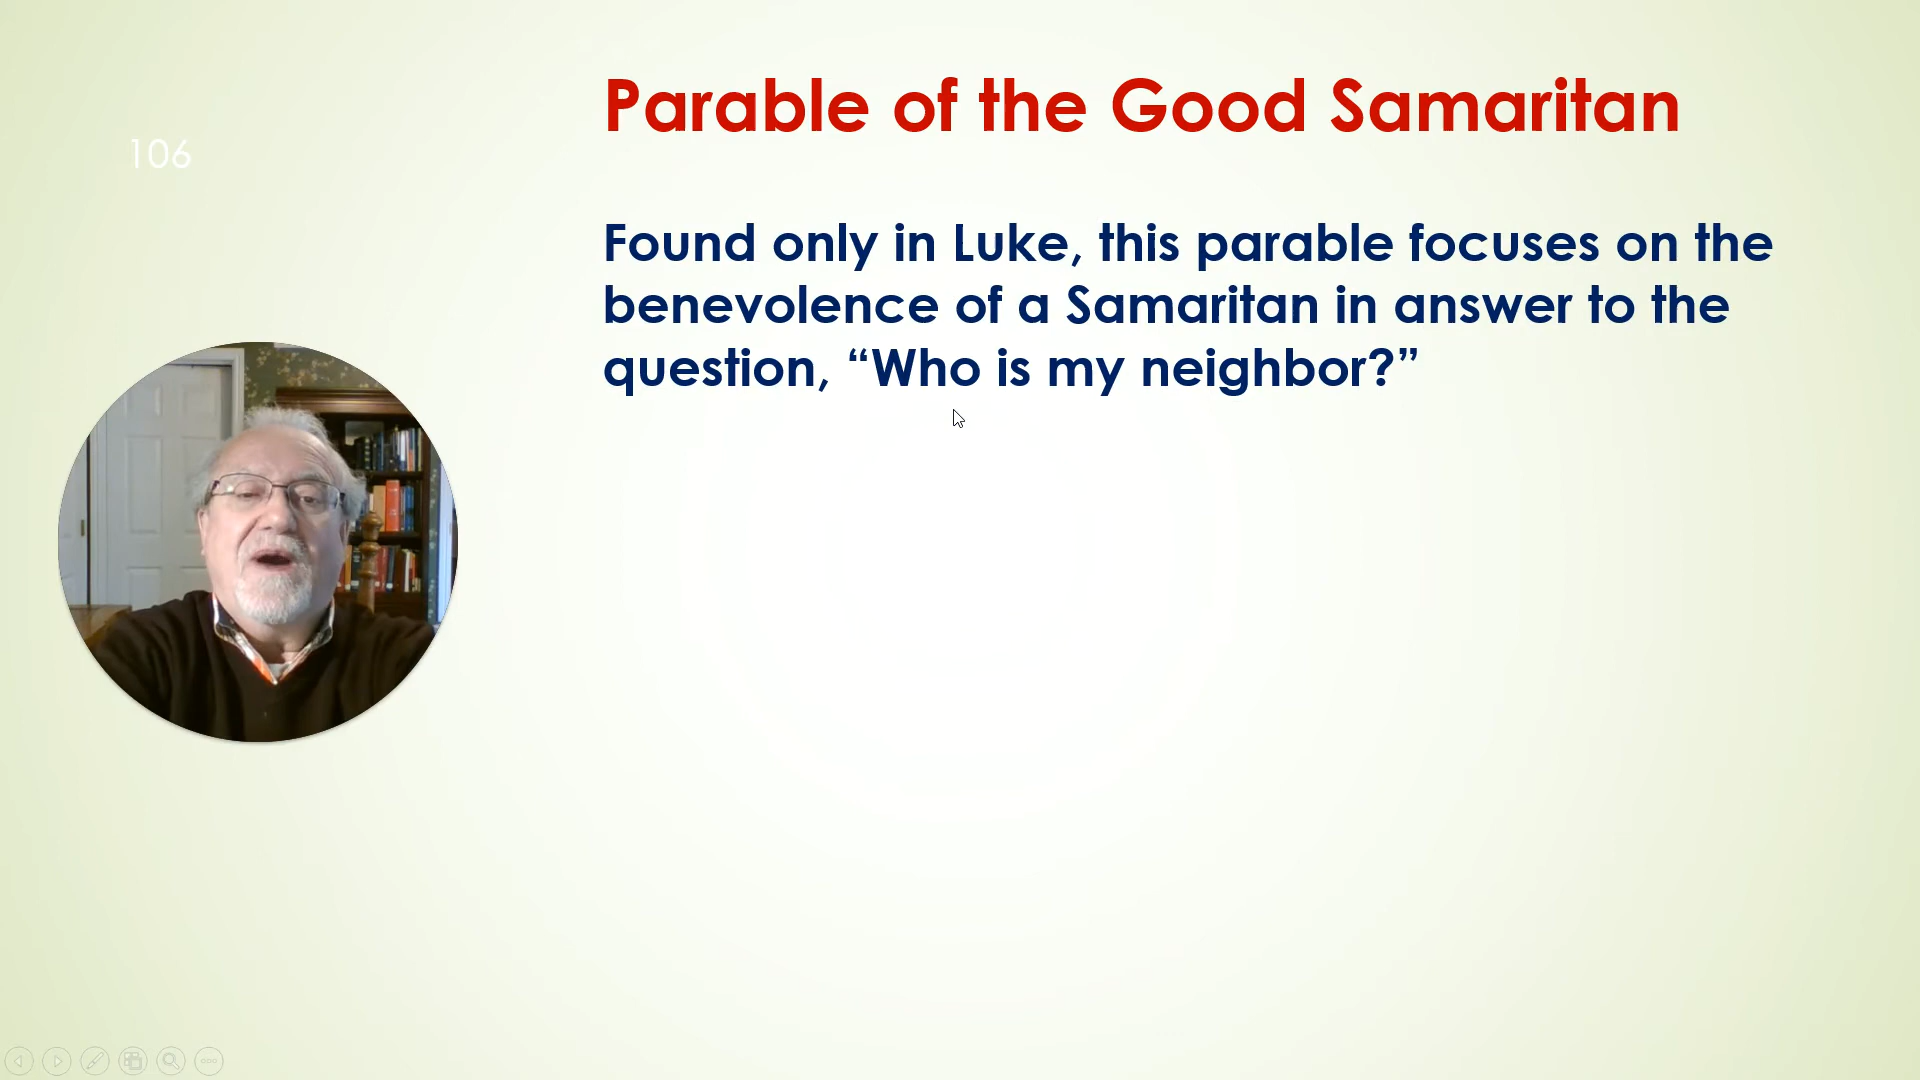 Parable of the Good Samaritan
106
Found only in Luke, this parable focuses on the
benevolence of a Samaritan in answer to the
question, “Who is my neighbor?”